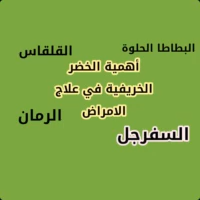 البطاطا الحلوة
القلقاس
أهمية الخضر
الخريفية في علاج
الامراض
الرمان
السفرجل